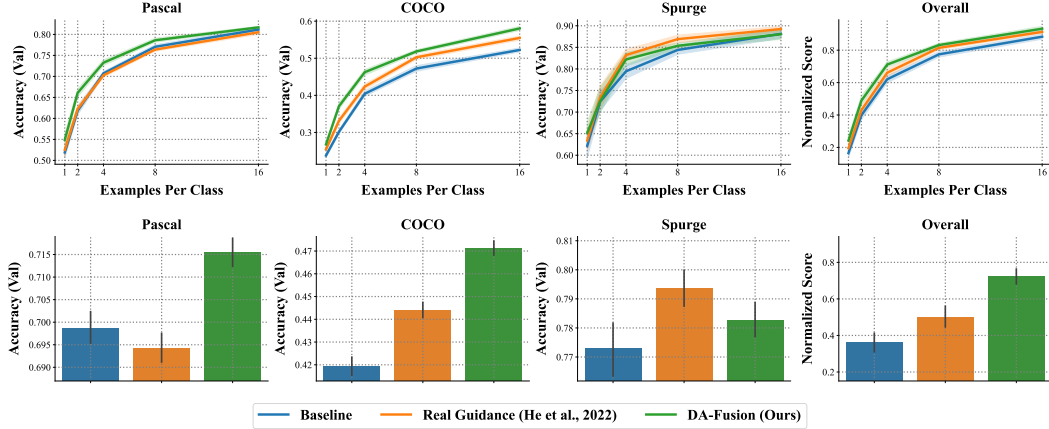 Pascal
COCO
Spurge
Overall
Accuracy (Val)
0.80
0.75
0.70
0.65
0.60
0.55
0.50
1 2 4 8 16
Examples Per Class
Accuracy (Val)
0.6
0.5
0.4
0.3
1 2 4 8 16
Examples Per Class
Accuracy (Val)
0.90
0.85
0.80
0.75
0.70
0.65
0.60
1 2 4 8 16
Examples Per Class
Normalized Score
0.8
0.6
0.4
0.2
1 2 4 8 16
Examples Per Class
Pascal
COCO
Spurge
Overall
Accuracy (Val)
0.715
0.710
0.705
0.700
0.695
0.690
Accuracy (Val)
0.47
0.46
0.45
0.44
0.43
0.42
Accuracy (Val)
0.81
0.80
0.79
0.78
0.77
Normalized Score
0.8
0.6
0.4
0.2
Baseline
Real Guidance (He et al., 2022)
DA-Fusion (Ours)